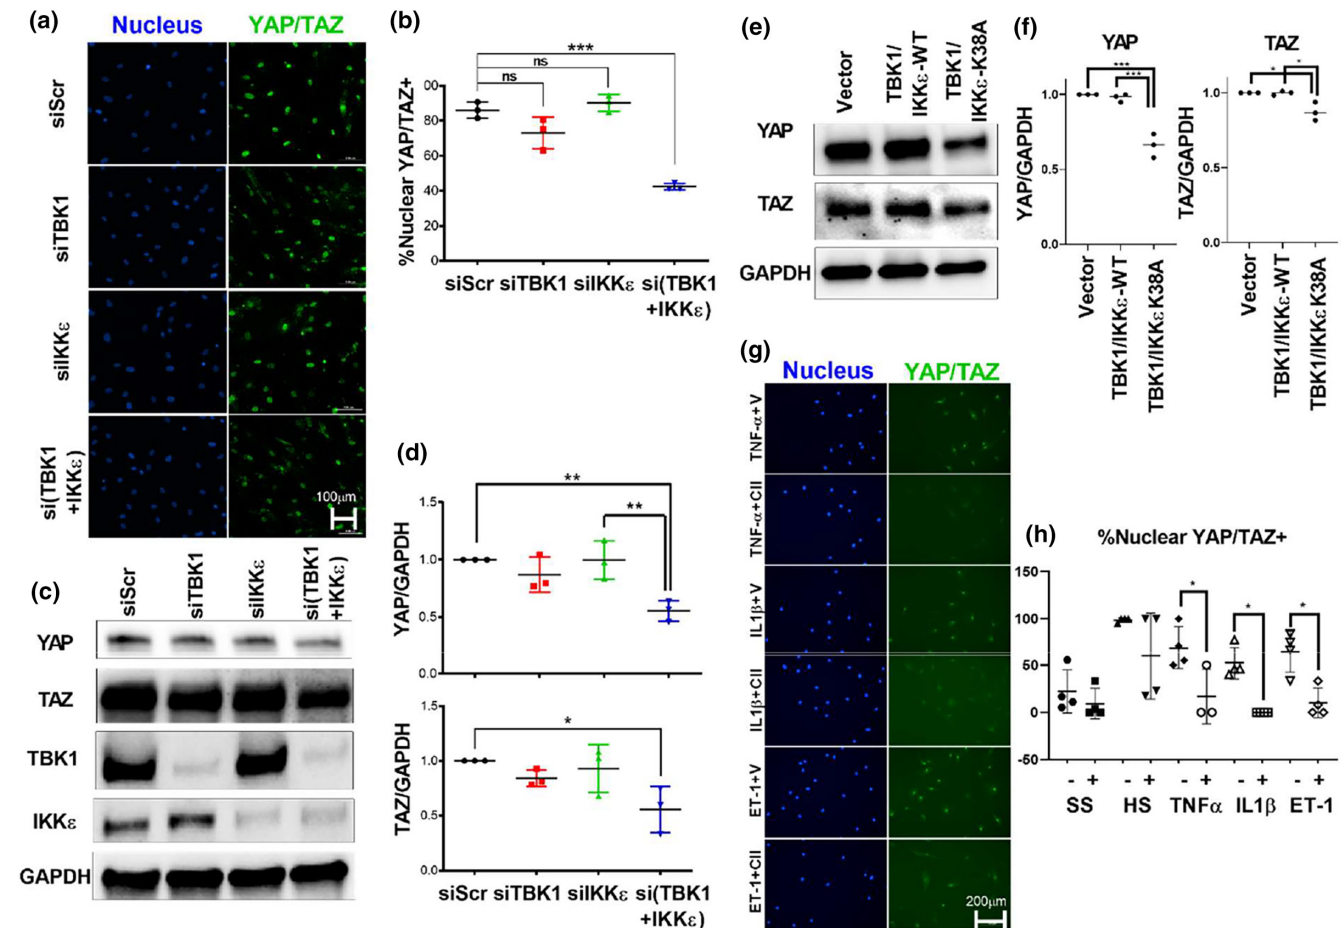 (a)
Nucleus YAP/TAZ
siScr
siTBK1
siIKKε
si(TBK1
+IKKε)
100μm
(b)
***
ns
ns
%Nuclear YAP/TAZ+
00
80
60
40
20
0
siScr siTBK1 siIKKε si(TBK1
+IKKε)
(c)
siScr
siTBK1
siIKKε
si(TBK1
+IKKε)
YAP
TAZ
TBK1
IKKε
GAPDH
(d)
**
**
YAP/GAPDH
1.5
1.0
0.5
0.0
*
TAZ/GAPDH
1.5
1.0
0.5
0.0
siScr siTBK1 siIKKε si(TBK1
+IKKε)
(e)
Vector
TBK1/
IKKε-WT
TBK1/
IKKε-K38A
YAP
TAZ
GAPDH
(f)
YAP
***
***
YAP/GAPDH
1.0
0.5
0.0
Vector
TBK1/IKKε-WT
TBK1/IKKεK38A
TAZ
*
*
TAZ/GAPDH
1.0
0.5
0.0
Vector
TBK1/IKKε-WT
TBK1/IKKεK38A
(g)
Nucleus YAP/TAZ
TNF-α+V
TNF-α+CII
IL1β+V
IL1β+CII
ET-1+V
ET-1+CII
200μm
(h)
%Nuclear YAP/TAZ+
150
100
50
0
-50
* * *
- + - + - + - + - +
SS HS TNFα IL1β ET-1